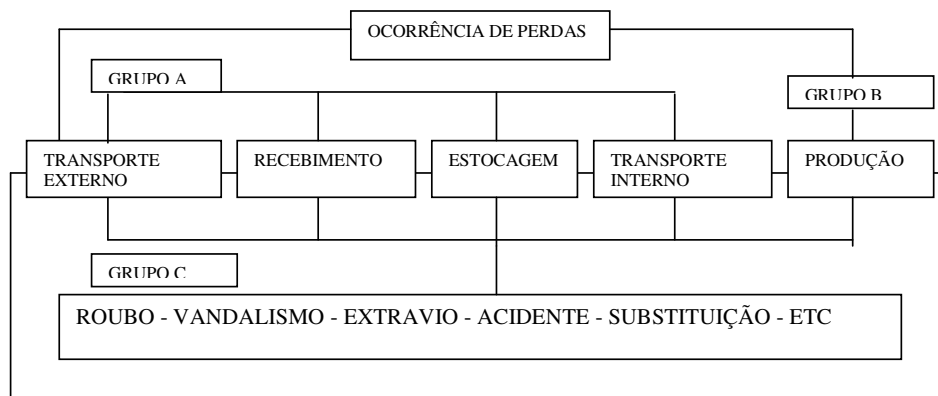 OCORRÊNCIA DE PERDAS
GRUPO A
GRUPO B
TRANSPORTE
EXTERNO
RECEBIMENTO
ESTOCAGEM
TRANSPORTE
INTERNO
PRODUÇÃO
GRUPO C
ROUBO - VANDALISMO - EXTRAVIO - ACIDENTE - SUBSTITUIÇÃO - ETC